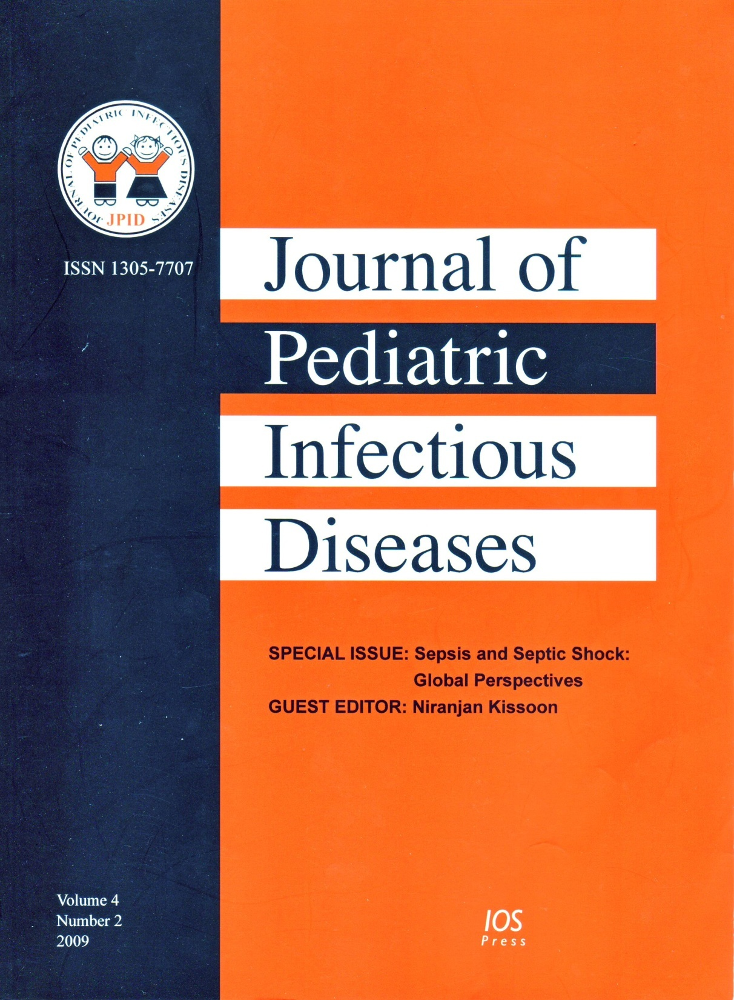 JOURNAL OF PEDIATRIC INFECTIOUS DISEASES
JPID
ISSN 1305-7707
Journal of
Pediatric
Infectious
Diseases
SPECIAL ISSUE: Sepsis and Septic Shock:
Global Perspectives
GUEST EDITOR: Niranjan Kissoon
Volume 4
Number 2
2009
IOS
Press